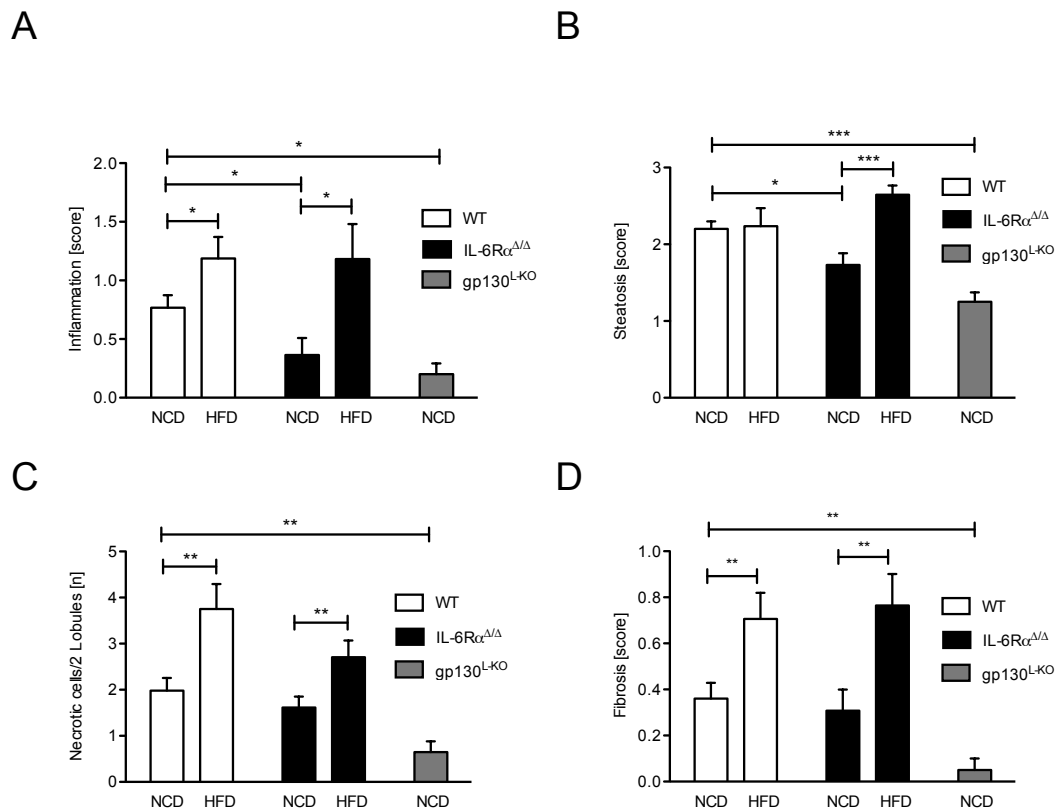 A
*
*
*
*
Inflammation [score]
2.0
1.5
1.0
0.5
0.0
NCD HFD NCD HFD NCD
WT
IL-6Rα^Δ/Δ
gp130^L-KO
B
***
***
*
Steatosis [score]
3
2
1
0
NCD HFD NCD HFD NCD
WT
IL-6Rα^Δ/Δ
gp130^L-KO
C
**
**
**
Necrotic cells/2 Lobules [n]
5
4
3
2
1
0
NCD HFD NCD HFD NCD
WT
IL-6Rα^Δ/Δ
gp130^L-KO
D
**
**
**
Fibrosis [score]
1.0
0.8
0.6
0.4
0.2
0.0
NCD HFD NCD HFD NCD
WT
IL-6Rα^Δ/Δ
gp130^L-KO